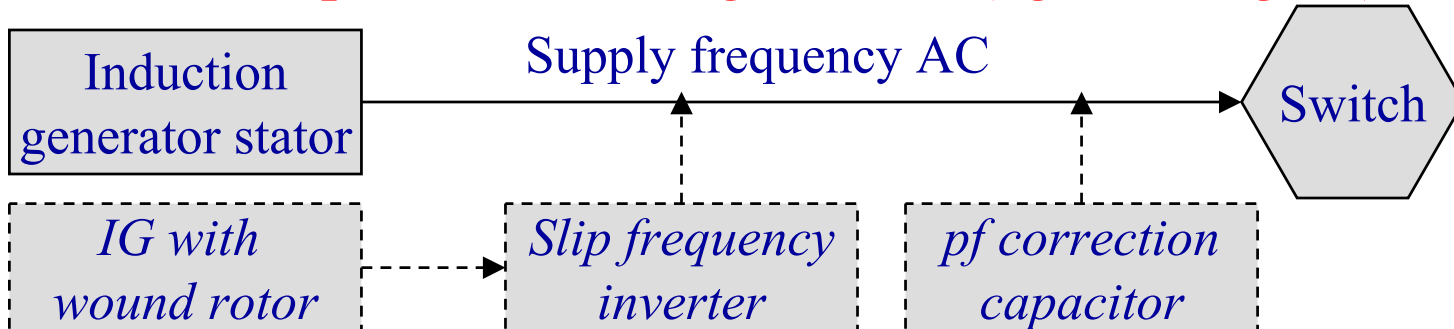 Supply frequency AC
Induction
generator stator
Switch
IG with
wound rotor
Slip frequency
inverter
pf correction
capacitor